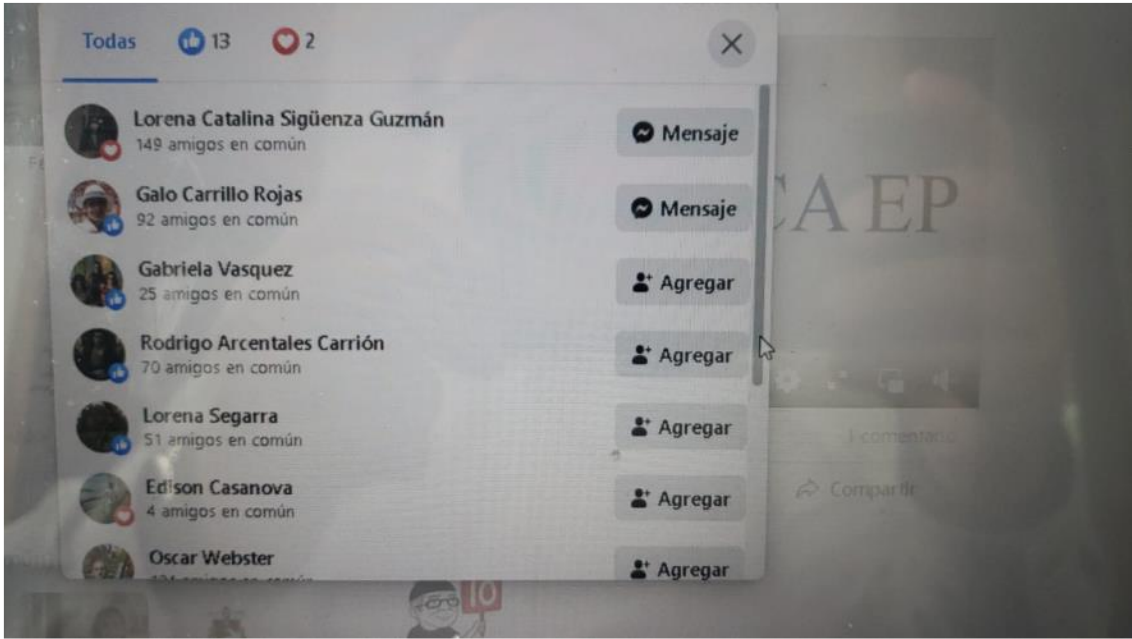 Todas 13 2
Lorena Catalina Sigüenza Guzmán
149 amigos en común
Mensaje
Galo Carrillo Rojas
92 amigos en común
Mensaje
Gabriela Vasquez
25 amigos en común
Agregar
Rodrigo Arcentales Carrión
70 amigos en común
Agregar
Lorena Segarra
51 amigos en común
Agregar
Edison Casanova
4 amigos en común
Agregar
Oscar Webster
Agregar
CA EP
1 comentario
Compartir
10